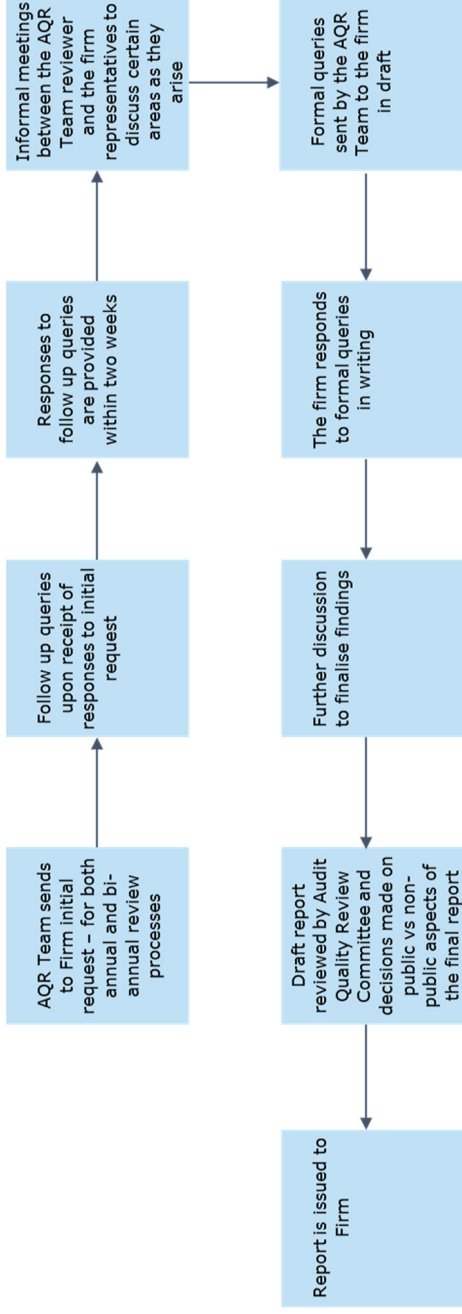 AQR Team sends
to Firm initial
request – for both
annual and bi-
annual review
processes
Follow up queries
upon receipt of
responses to initial
request
Responses to
follow up queries
are provided
within two weeks
Informal meetings
between the AQR
Team reviewer
and the firm
representatives to
discuss certain
areas as they
arise
Formal queries
sent by the AQR
Team to the firm
in draft
The firm responds
to formal queries
in writing
Further discussion
to finalise findings
Draft report
reviewed by Audit
Quality Review
Committee and
decisions made on
public vs non-
public aspects of
the final report
Report is issued to
Firm